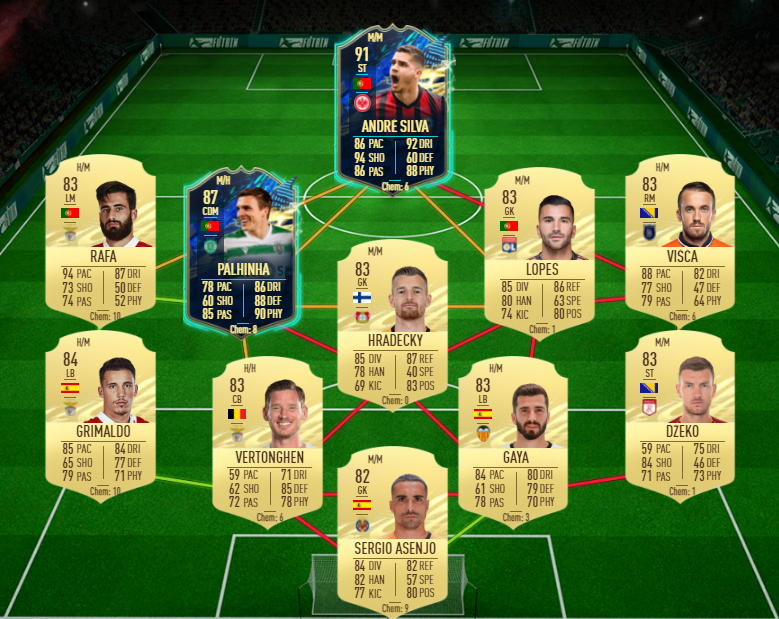 FUTBIN
FUTBIN
FUTBIN
FUTBIN
M/M
91
ST
ANDRE SILVA
86 PAC 92 DRI
94 SHO 60 DEF
86 PAS 88 PHY
Chem: 6
H/M
83
LM
RAFA
94 PAC 87 DRI
73 SHO 50 DEF
74 PAS 52 PHY
Chem: 10
M/H
87
CDM
PALHINHA
78 PAC 86 DRI
60 SHO 88 DEF
85 PAS 90 PHY
Chem: 8
M/M
83
GK
HRADECKY
85 DIV 87 REF
78 HAN 40 SPE
69 KIC 83 POS
Chem: 0
M/M
83
GK
LOPES
85 DIV 86 REF
80 HAN 63 SPE
74 KIC 80 POS
Chem: 1
H/M
83
RM
VISCA
88 PAC 82 DRI
77 SHO 47 DEF
79 PAS 64 PHY
Chem: 6
H/M
84
LB
GRIMALDO
85 PAC 84 DRI
65 SHO 77 DEF
79 PAS 71 PHY
Chem: 10
H/H
83
CB
VERTONGHEN
59 PAC 71 DRI
62 SHO 85 DEF
72 PAS 78 PHY
Chem: 6
M/M
82
GK
SERGIO ASENJO
84 DIV 82 REF
82 HAN 57 SPE
77 KIC 80 POS
Chem: 9
H/M
83
LB
GAYA
84 PAC 80 DRI
61 SHO 79 DEF
78 PAS 70 PHY
Chem: 3
M/M
83
ST
DZEKO
59 PAC 75 DRI
84 SHO 46 DEF
71 PAS 73 PHY
Chem: 1